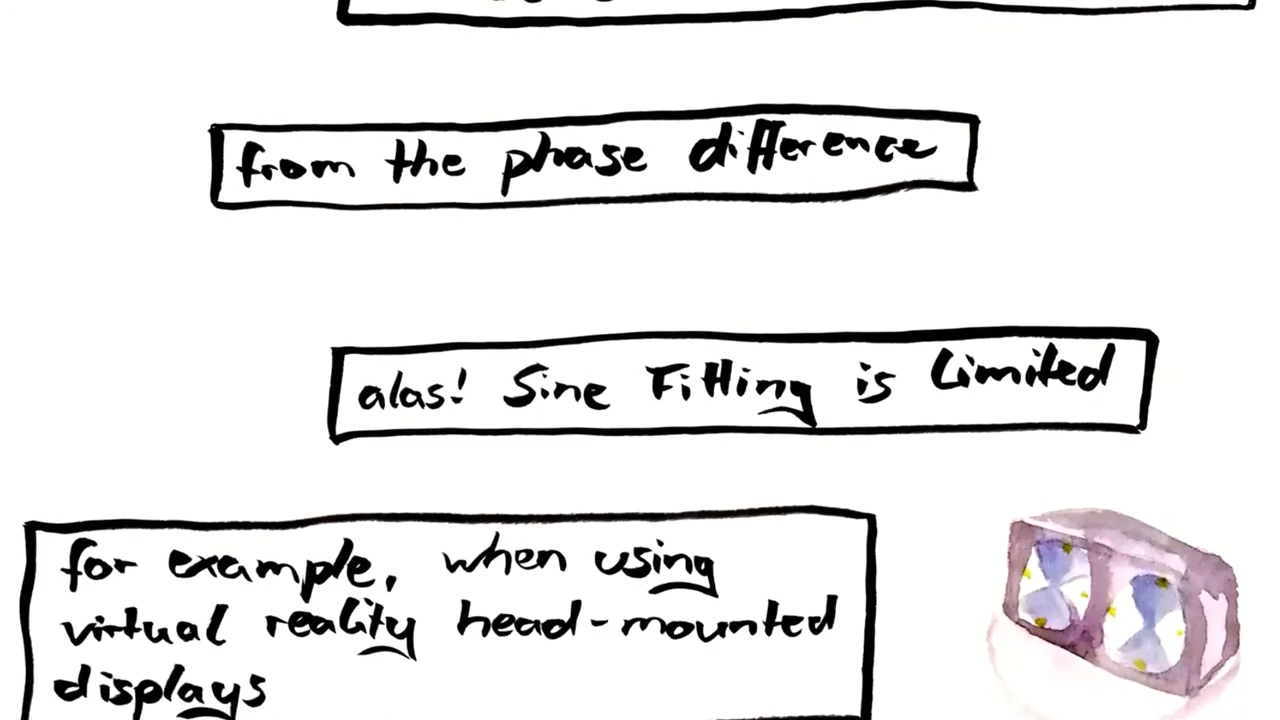 from the phase difference
alas! Sine Fitting is Limited
for example, when using
virtual reality head-mounted
displays